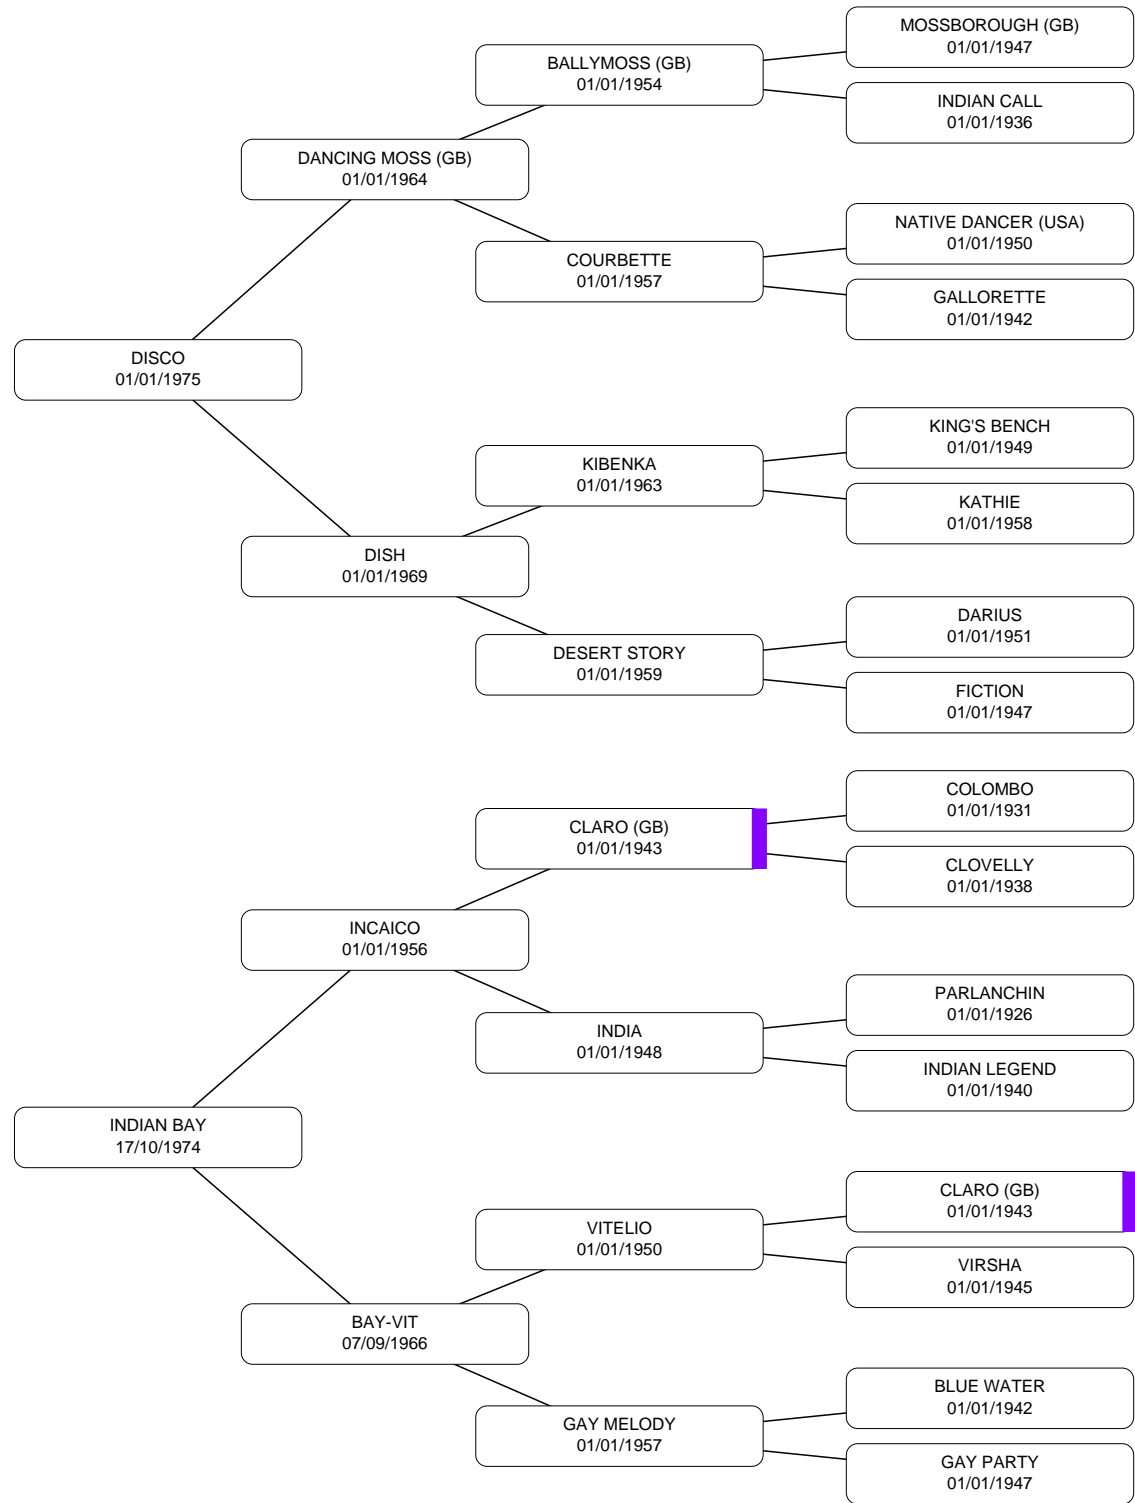 MOSSBOROUGH (GB)
01/01/1947
BALLYMOSS (GB)
01/01/1954
INDIAN CALL
01/01/1936
DANCING MOSS (GB)
01/01/1964
NATIVE DANCER (USA)
01/01/1950
COURBETTE
01/01/1957
GALLORETTE
01/01/1942
DISCO
01/01/1975
KING'S BENCH
01/01/1949
KIBENKA
01/01/1963
KATHIE
01/01/1958
DISH
01/01/1969
DARIUS
01/01/1951
DESERT STORY
01/01/1959
FICTION
01/01/1947
COLOMBO
01/01/1931
CLARO (GB)
01/01/1943
CLOVELLY
01/01/1938
INCAICO
01/01/1956
PARLANCHIN
01/01/1926
INDIA
01/01/1948
INDIAN LEGEND
01/01/1940
INDIAN BAY
17/10/1974
CLARO (GB)
01/01/1943
VITELIO
01/01/1950
VIRSHA
01/01/1945
BAY-VIT
07/09/1966
BLUE WATER
01/01/1942
GAY MELODY
01/01/1957
GAY PARTY
01/01/1947